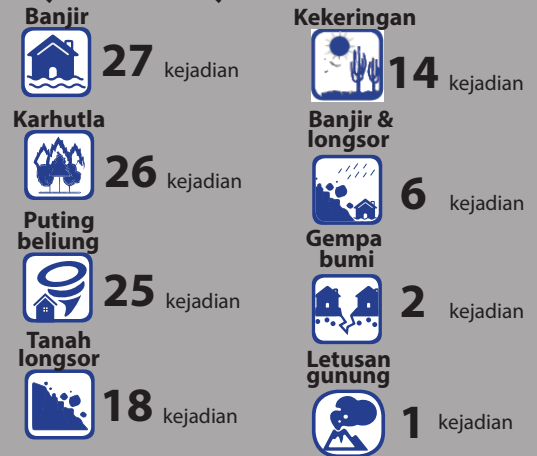 Banjir
27 kejadian
Karhutla
26 kejadian
Puting
beliung
25 kejadian
Tanah
longsor
18 kejadian
Kekeringan
14 kejadian
Banjir &
longsor
6 kejadian
Gempa
bumi
2 kejadian
Letusan
gunung
1 kejadian